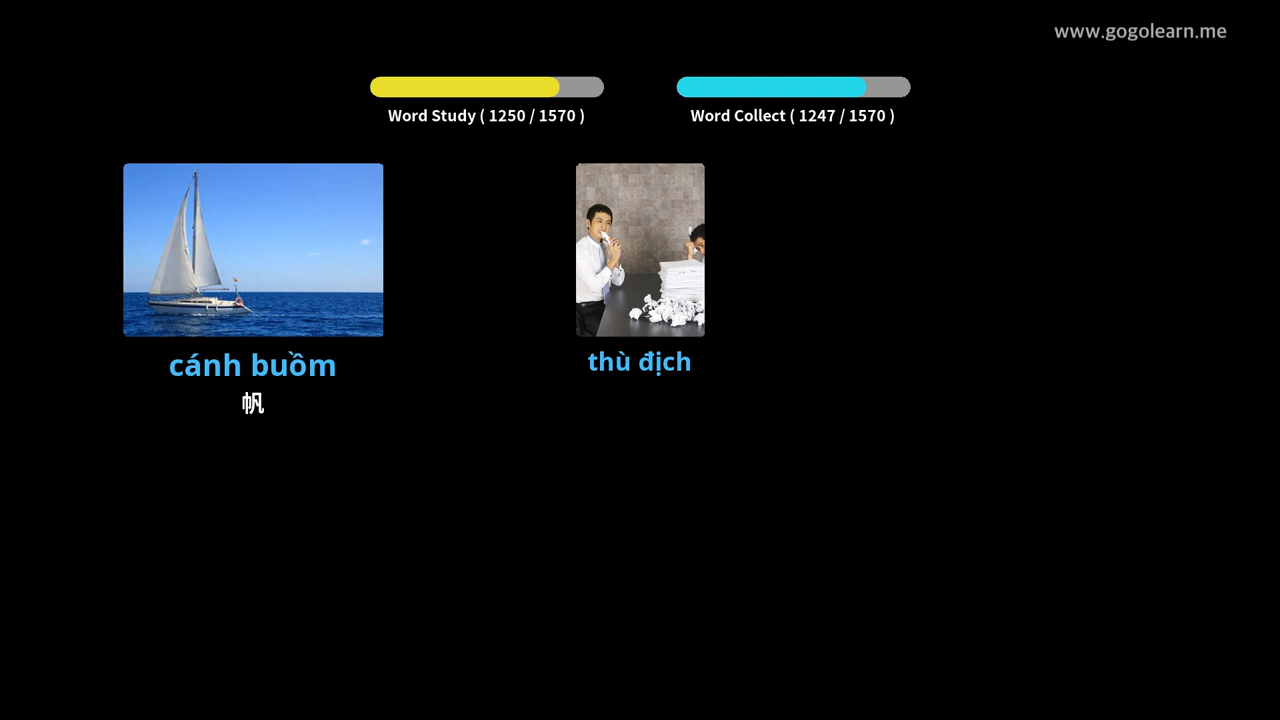 www.gogolearn.me
Word Study ( 1250 / 1570 )
Word Collect ( 1247 / 1570 )
cánh buồm
帆
thù địch